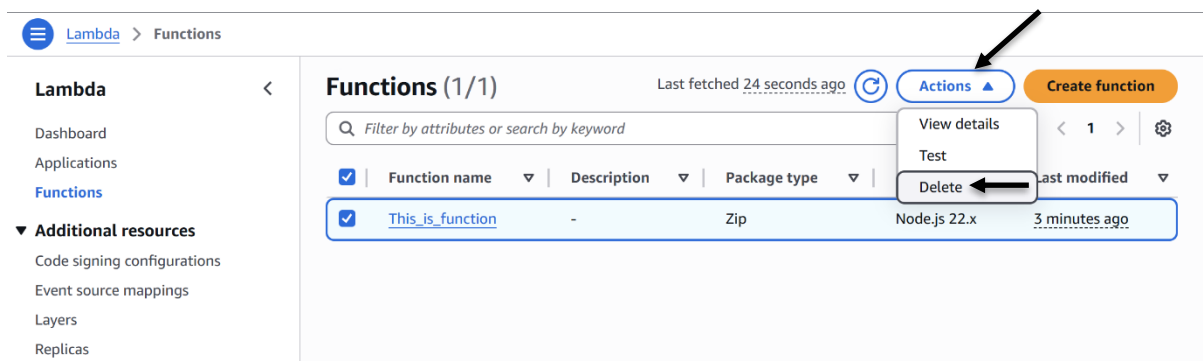 Lambda > Functions
Lambda
Dashboard
Applications
Functions
Additional resources
Code signing configurations
Event source mappings
Layers
Replicas
Functions (1/1)
Last fetched 24 seconds ago
Actions
Create function
Filter by attributes or search by keyword
1
View details
Test
Delete
Function name
Description
Package type
Last modified
This_is_function
-
Zip
Node.js 22.x
3 minutes ago